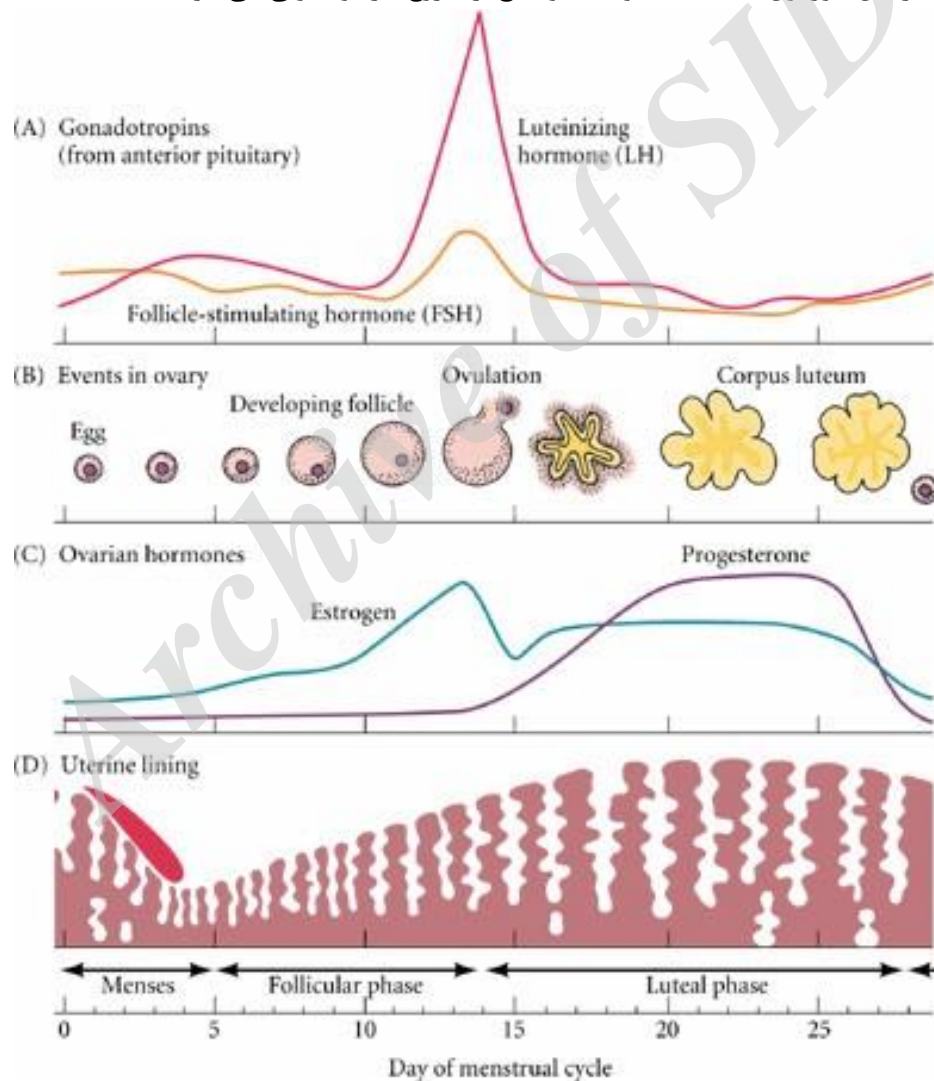 (A) Gonadotropins
(from anterior pituitary)
Luteinizing
hormone (LH)
Follicle-stimulating hormone (FSH)
(B) Events in ovary
Ovulation
Corpus luteum
Developing follicle
Egg
(C) Ovarian hormones
Progesterone
Estrogen
(D) Uterine lining
Menses
Follicular phase
Luteal phase
0 5 10 15 20 25
Day of menstrual cycle
Archive of SID